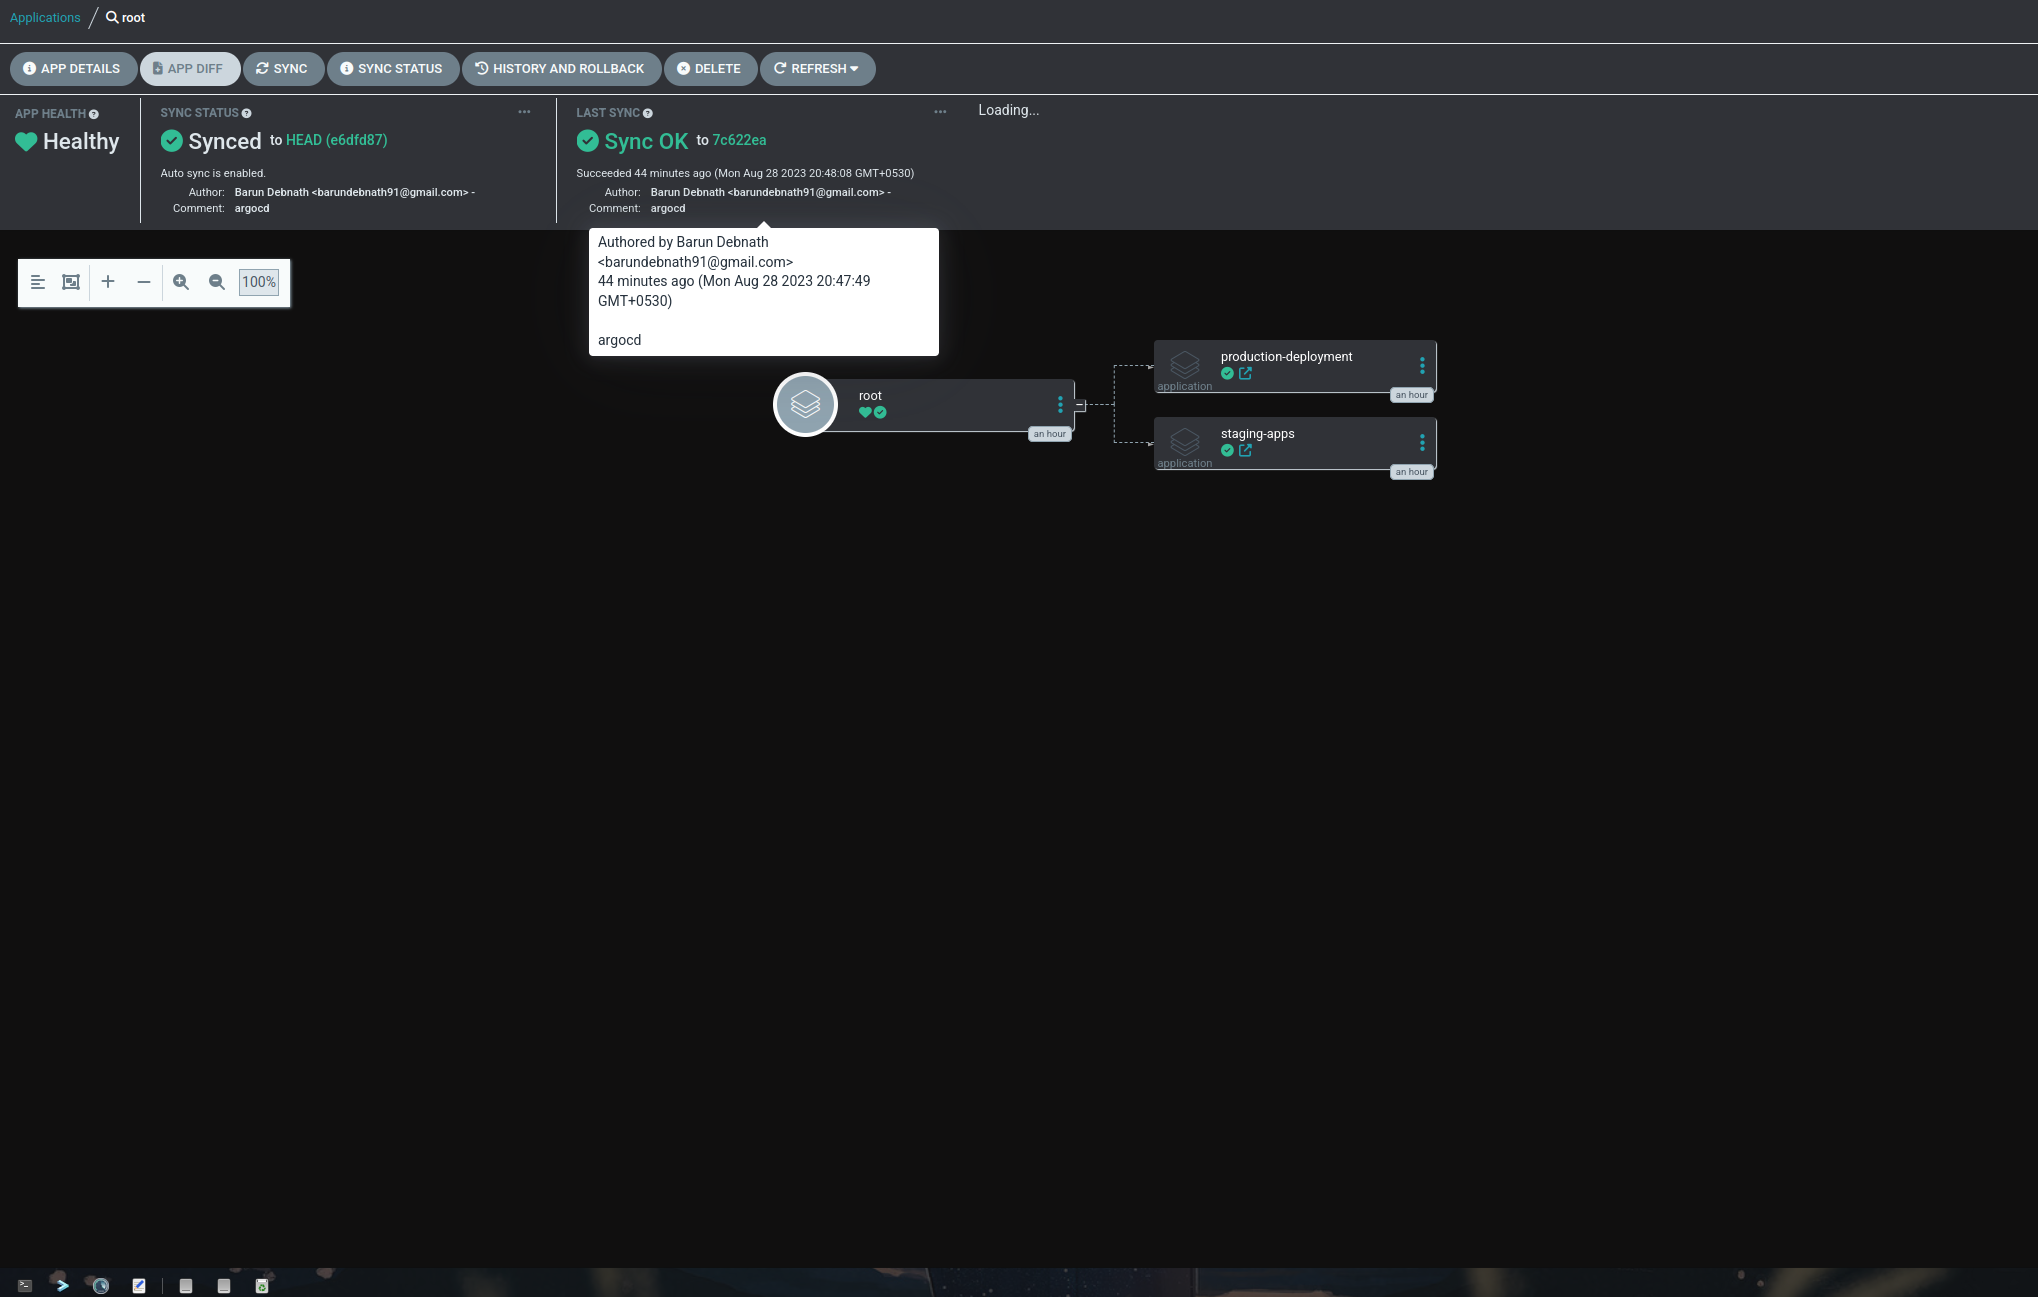 Applications / root
APP DETAILS APP DIFF SYNC SYNC STATUS HISTORY AND ROLLBACK DELETE REFRESH
APP HEALTH
Healthy
SYNC STATUS
Synced to HEAD (e6dfd87)
Auto sync is enabled.
Author: Barun Debnath <barundebnath91@gmail.com> -
Comment: argocd
LAST SYNC
Sync OK to 7c622ea
Succeeded 44 minutes ago (Mon Aug 28 2023 20:48:08 GMT+0530)
Author: Barun Debnath <barundebnath91@gmail.com> -
Comment: argocd
Loading...
Authored by Barun Debnath
<barundebnath91@gmail.com>
44 minutes ago (Mon Aug 28 2023 20:47:49
GMT+0530)
argocd
100%
root
an hour
production-deployment
application
an hour
staging-apps
application
an hour